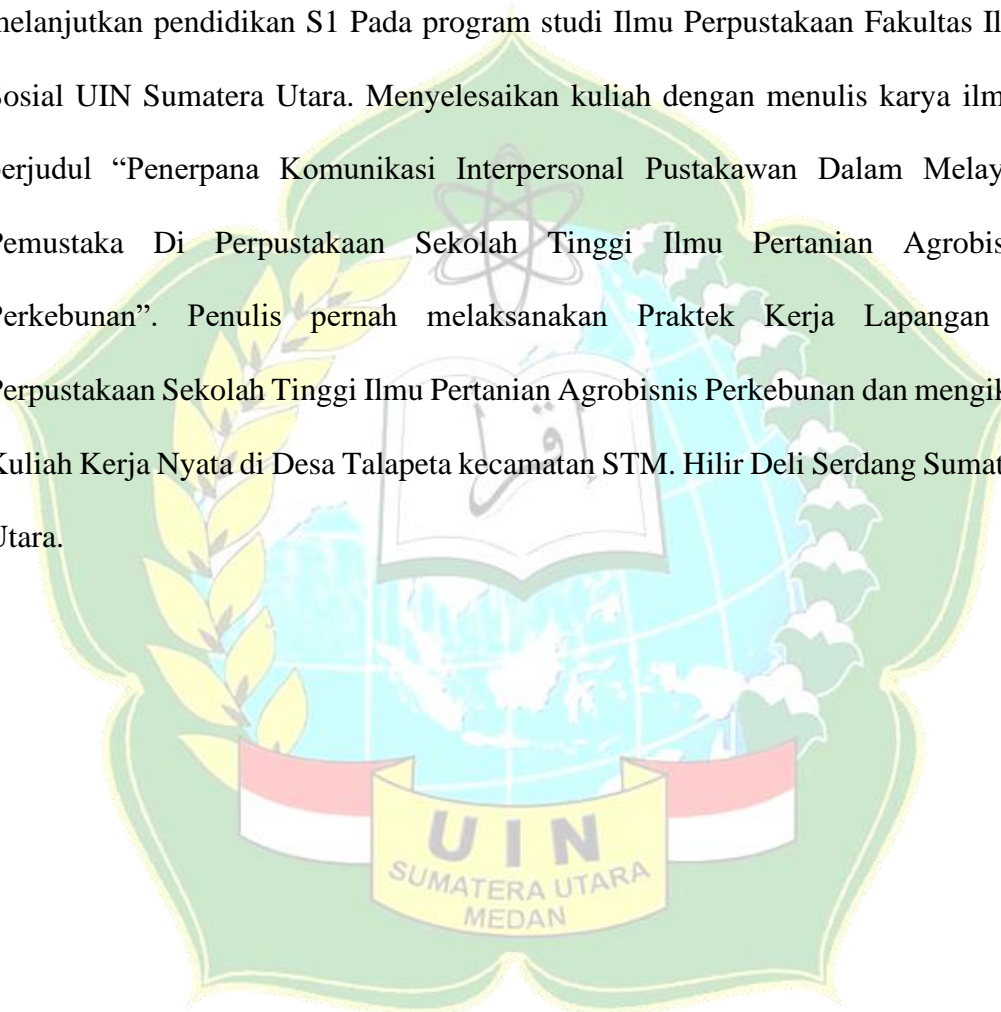 melanjutkan pendidikan S1 Pada program studi Ilmu Perpustakaan Fakultas Il
Sosial UIN Sumatera Utara. Menyelesaikan kuliah dengan menulis karya ilm
berjudul “Penerpana Komunikasi Interpersonal Pustakawan Dalam Melay
Pemustaka Di Perpustakaan Sekolah Tinggi Ilmu Pertanian Agrobis
Perkebunan”. Penulis pernah melaksanakan Praktek Kerja Lapangan
Perpustakaan Sekolah Tinggi Ilmu Pertanian Agrobisnis Perkebunan dan mengik
Kuliah Kerja Nyata di Desa Talapeta kecamatan STM. Hilir Deli Serdang Sumat
Utara.
اقرأ
UIN
SUMATERA UTARA
MEDAN